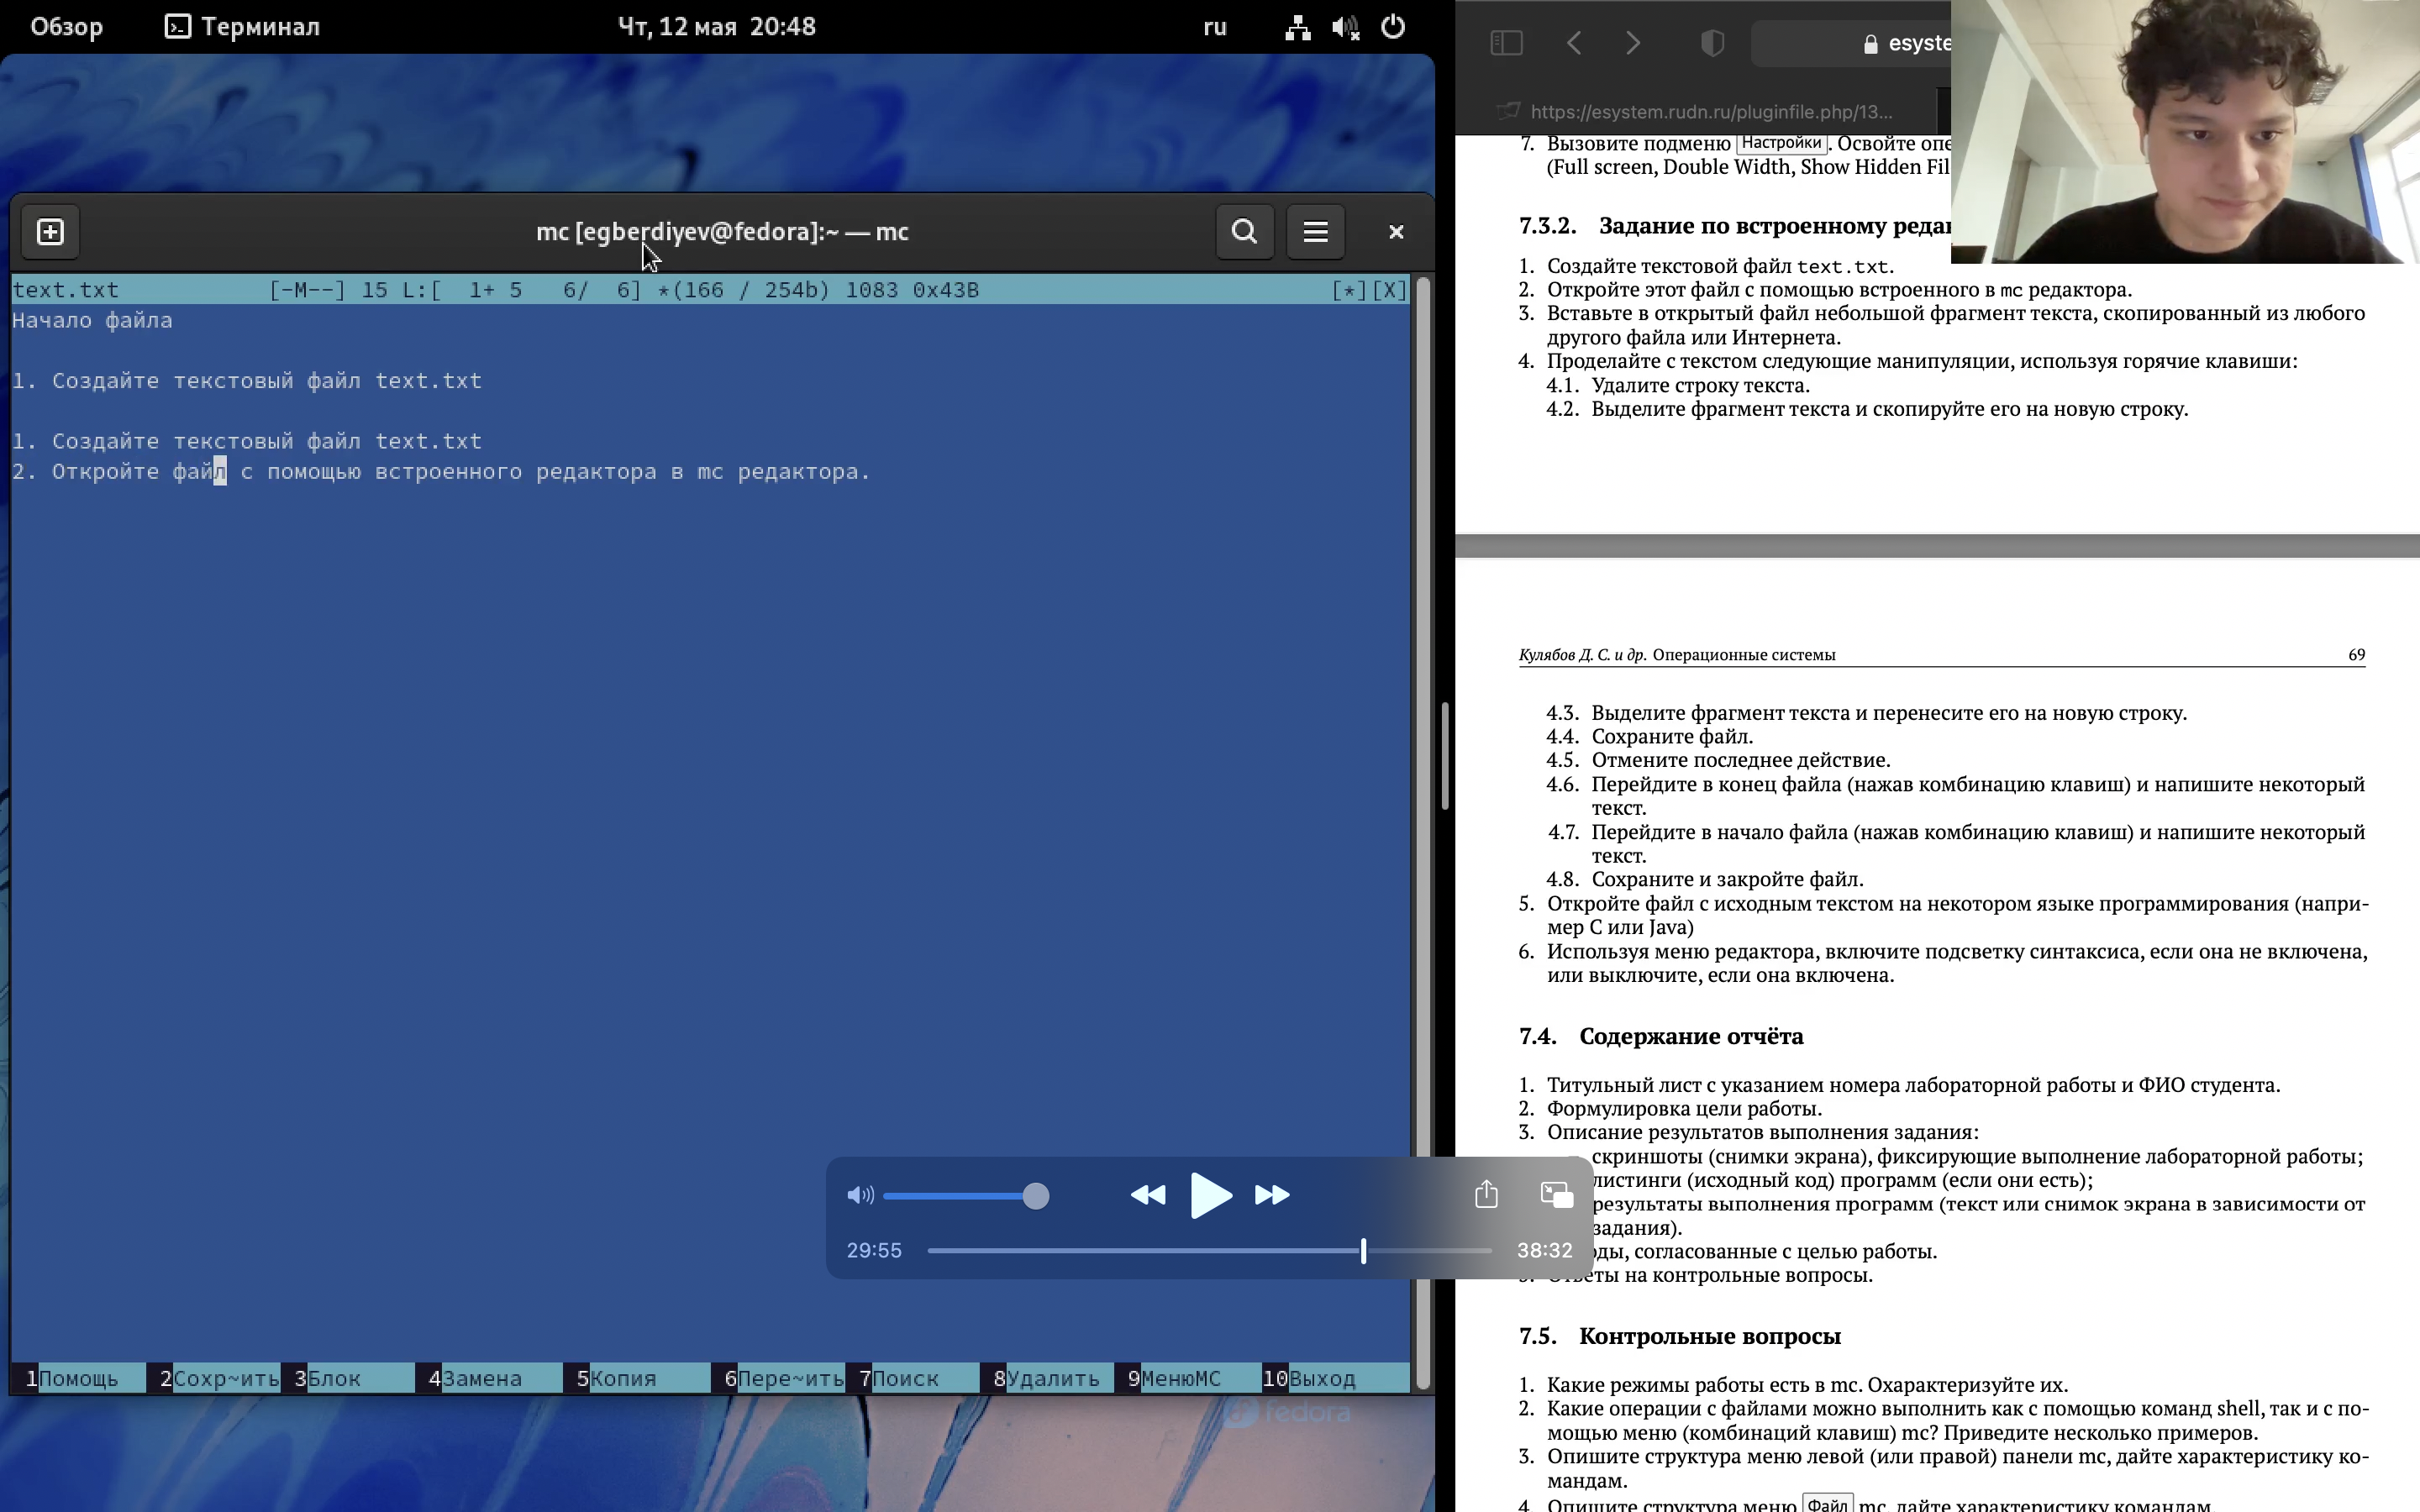 Обзор Терминал Чт, 12 мая 20:48 ru
mc [egberdiyev@fedora]:~ — mc
text.txt [-M--] 15 L:[ 1+ 5 6/ 6] *(166 / 254b) 1083 0x43B [*][X]
Начало файла
1. Создайте текстовый файл text.txt
1. Создайте текстовый файл text.txt
2. Откройте файл с помощью встроенного редактора в mc редактора.
29:55 38:32
1Помощь 2Сохр~ить 3Блок 4Замена 5Копия 6Пере~ить 7Поиск 8Удалить 9МенюMC 10Выход
fedora
https://esystem.rudn.ru/pluginfile.php/13...
7. Вызовите подменю Настройки. Освойте
(Full screen, Double Width, Show Hidden
7.3.2. Задание по встроенному
1. Создайте текстовой файл text.txt.
2. Откройте этот файл с помощью встроенного в mc редактора.
3. Вставьте в открытый файл небольшой фрагмент текста, скопированный из любого
другого файла или Интернета.
4. Проделайте с текстом следующие манипуляции, используя горячие клавиши:
4.1. Удалите строку текста.
4.2. Выделите фрагмент текста и скопируйте его на новую строку.
Кулябов Д. С. и др. Операционные системы 69
4.3. Выделите фрагмент текста и перенесите его на новую строку.
4.4. Сохраните файл.
4.5. Отмените последнее действие.
4.6. Перейдите в конец файла (нажав комбинацию клавиш) и напишите некоторый
текст.
4.7. Перейдите в начало файла (нажав комбинацию клавиш) и напишите некоторый
текст.
4.8. Сохраните и закройте файл.
5. Откройте файл с исходным текстом на некотором языке программирования (напри-
мер C или Java)
6. Используя меню редактора, включите подсветку синтаксиса, если она не включена,
или выключите, если она включена.
7.4. Содержание отчёта
1. Титульный лист с указанием номера лабораторной работы и ФИО студента.
2. Формулировка цели работы.
3. Описание результатов выполнения задания:
скриншоты (снимки экрана), фиксирующие выполнение лабораторной работы;
листинги (исходный код) программ (если они есть);
результаты выполнения программ (текст или снимок экрана в зависимости от
задания).
согласованные с целью работы.
на контрольные вопросы.
7.5. Контрольные вопросы
1. Какие режимы работы есть в mc. Охарактеризуйте их.
2. Какие операции с файлами можно выполнить как с помощью команд shell, так и с по-
мощью меню (комбинаций клавиш) mc? Приведите несколько примеров.
3. Опишите структура меню левой (или правой) панели mc, дайте характеристику ко-
мандам.
4. Опишите структура меню Файл mc, дайте характеристику командам.